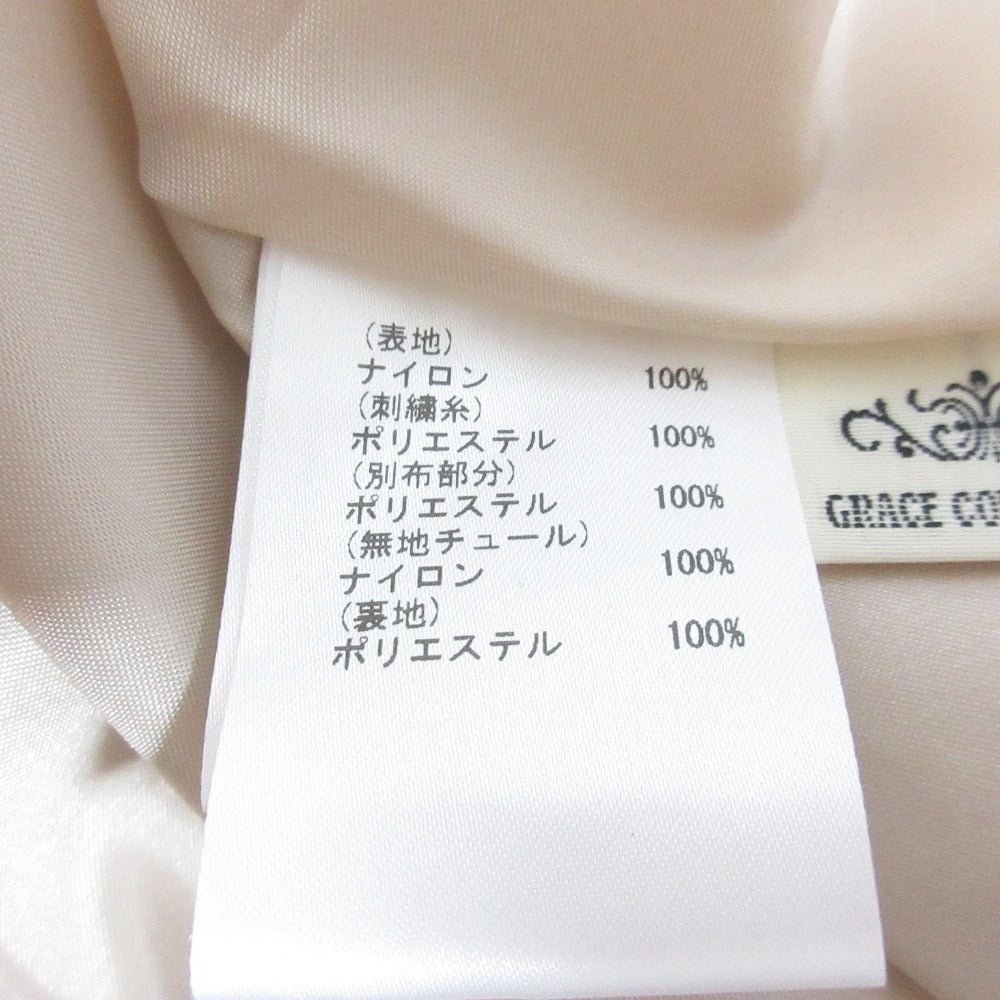 (表地)
ナイロン 100%
(刺繍糸)
ポリエステル 100%
(別布部分)
ポリエステル 100%
(無地チュール)
ナイロン 100%
(裏地)
ポリエステル 100%
GRACE